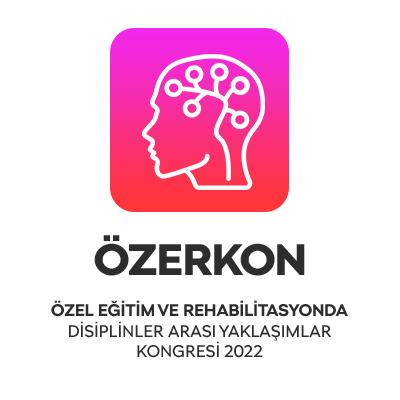 ÖZERKON
ÖZEL EĞİTİM VE REHABİLİTASYONDA
DİSİPLİNLER ARASI YAKLAŞIMLAR
KONGRESİ 2022